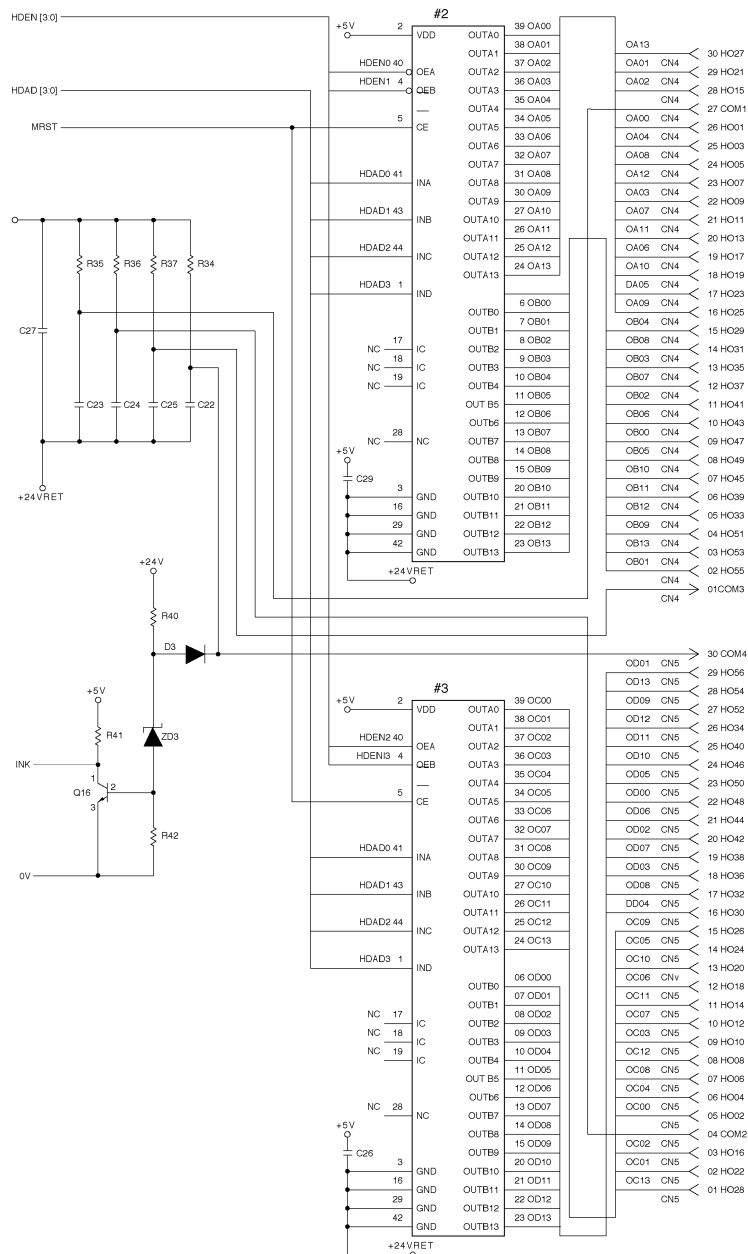 HDEN [3:0]
HDAD [3:0]
MRST
#2
+5V
2 VDD
HDEN0 40 OEA
HDEN1 4 OEB
5 CE
HDAD0 41 INA
HDAD1 43 INB
HDAD2 44 INC
HDAD3 1 IND
NC 17 IC
NC 18 IC
NC 19 IC
NC 28 NC
+5V
C29
3 GND
16 GND
29 GND
42 GND
+24VRET
OUTA0 39 OA00
OUTA1 38 OA01
OUTA2 37 OA02
OUTA3 36 OA03
OUTA4 35 OA04
OUTA5 34 OA05
OUTA6 33 OA06
OUTA7 32 OA07
OUTA8 31 OA08
OUTA9 30 OA09
OUTA10 27 OA10
OUTA11 26 OA11
OUTA12 25 OA12
OUTA13 24 OA13
OUTB0 6 OB00
OUTB1 7 OB01
OUTB2 8 OB02
OUTB3 9 OB03
OUTB4 10 OB04
OUT B5 11 OB05
OUTb6 12 OB06
OUTB7 13 OB07
OUTB8 14 OB08
OUTB9 15 OB09
OUTB10 20 OB10
OUTB11 21 OB11
OUTB12 22 OB12
OUTB13 23 OB13
OA13 30 HO27
OA01 CN4 29 HO21
OA02 CN4 28 HO15
CN4 27 COM1
OA00 CN4 26 HO01
OA04 CN4 25 HO03
OA08 CN4 24 HO05
OA12 CN4 23 HO07
OA03 CN4 22 HO09
OA07 CN4 21 HO11
OA11 CN4 20 HO13
OA06 CN4 19 HO17
OA10 CN4 18 HO19
DA05 CN4 17 HO23
OA09 CN4 16 HO25
OB04 CN4 15 HO29
OB08 CN4 14 HO31
OB03 CN4 13 HO35
OB07 CN4 12 HO37
OB02 CN4 11 HO41
OB06 CN4 10 HO43
OB00 CN4 09 HO47
OB05 CN4 08 HO49
OB10 CN4 07 HO45
OB11 CN4 06 HO39
OB12 CN4 05 HO33
OB09 CN4 04 HO51
OB13 CN4 03 HO53
OB01 CN4 02 HO55
CN4 01COM3
CN4
R35 R36 R37 R34
C27
C23 C24 C25 C22
+24VRET
+24V
R40
D3
+5V
R41
ZD3
INK
1
Q16 2
3
R42
0V
#3
+5V
2 VDD
HDEN2 40 OEA
HDENI3 4 OEB
5 CE
HDAD0 41 INA
HDAD1 43 INB
HDAD2 44 INC
HDAD3 1 IND
NC 17 IC
NC 18 IC
NC 19 IC
NC 28 NC
+5V
C26
3 GND
16 GND
29 GND
42 GND
+24VRET
OUTA0 39 OC00
OUTA1 38 OC01
OUTA2 37 OC02
OUTA3 36 OC03
OUTA4 35 OC04
OUTA5 34 OC05
OUTA6 33 OC06
OUTA7 32 OC07
OUTA8 31 OC08
OUTA9 30 OC09
OUTA10 27 OC10
OUTA11 26 OC11
OUTA12 25 OC12
OUTA13 24 OC13
OUTB0 06 OD00
OUTB1 07 OD01
OUTB2 08 OD02
OUTB3 09 OD03
OUTB4 10 OD04
OUT B5 11 OD05
OUTb6 12 OD06
OUTB7 13 OD07
OUTB8 14 OD08
OUTB9 15 OD09
OUTB10 20 OD10
OUTB11 21 OD11
OUTB12 22 OD12
OUTB13 23 OD13
30 COM4
OD01 CN5 29 HO56
OD13 CN5 28 HO54
OD09 CN5 27 HO52
OD12 CN5 26 HO34
OD11 CN5 25 HO40
OD10 CN5 24 HO46
OD05 CN5 23 HO50
OD00 CN5 22 HO48
OD06 CN5 21 HO44
OD02 CN5 20 HO42
OD07 CN5 19 HO38
OD03 CN5 18 HO36
OD08 CN5 17 HO32
DD04 CN5 16 HO30
OC09 CN5 15 HO26
OC05 CN5 14 HO24
OC10 CN5 13 HO20
OC06 CNv 12 HO18
OC11 CN5 11 HO14
OC07 CN5 10 HO12
OC03 CN5 09 HO10
OC12 CN5 08 HO08
OC08 CN5 07 HO06
OC04 CN5 06 HO04
OC00 CN5 05 HO02
CN5 04 COM2
OC02 CN5 03 HO16
OC01 CN5 02 HO22
OC13 CN5 01 HO28
CN5